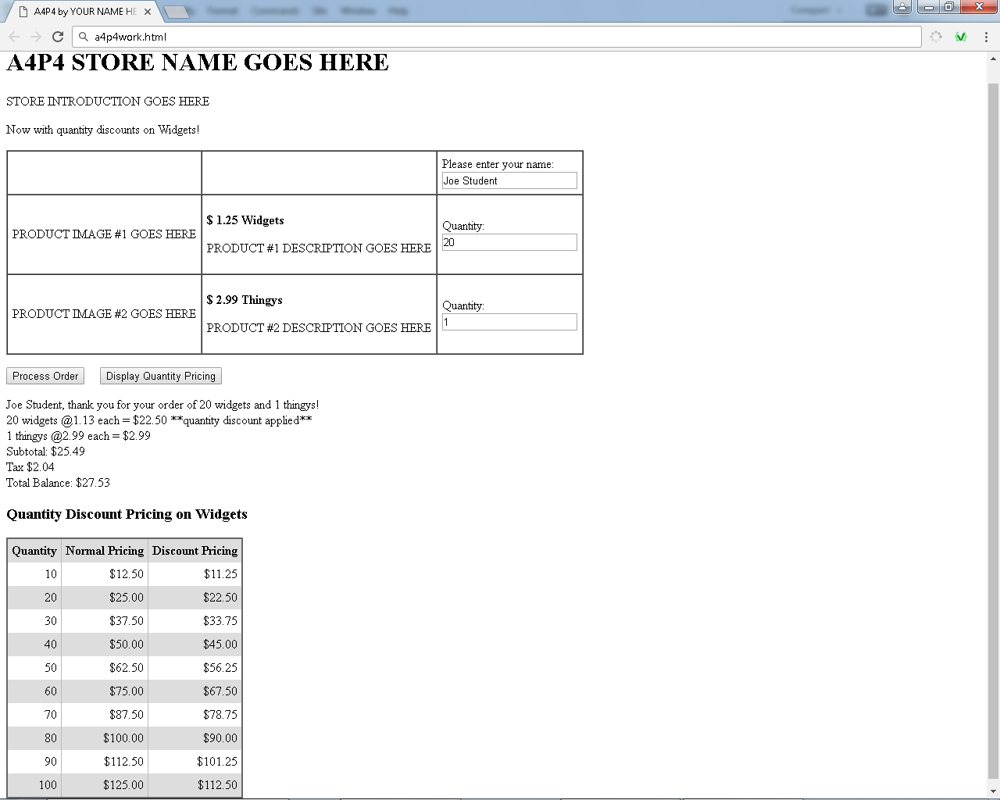 A4P4 by YOUR NAME HE
Format Commands Site Window Help
a4p4work.html
A4P4 STORE NAME GOES HERE
STORE INTRODUCTION GOES HERE
Now with quantity discounts on Widgets!
Please enter your name:
Joe Student
PRODUCT IMAGE #1 GOES HERE
$ 1.25 Widgets
PRODUCT #1 DESCRIPTION GOES HERE
Quantity:
20
PRODUCT IMAGE #2 GOES HERE
$ 2.99 Thingys
PRODUCT #2 DESCRIPTION GOES HERE
Quantity:
1
Process Order Display Quantity Pricing
Joe Student, thank you for your order of 20 widgets and 1 thingys!
20 widgets @1.13 each = $22.50 **quantity discount applied**
1 thingys @2.99 each = $2.99
Subtotal: $25.49
Tax $2.04
Total Balance: $27.53
Quantity Discount Pricing on Widgets
Quantity Normal Pricing Discount Pricing
10 $12.50 $11.25
20 $25.00 $22.50
30 $37.50 $33.75
40 $50.00 $45.00
50 $62.50 $56.25
60 $75.00 $67.50
70 $87.50 $78.75
80 $100.00 $90.00
90 $112.50 $101.25
100 $125.00 $112.50